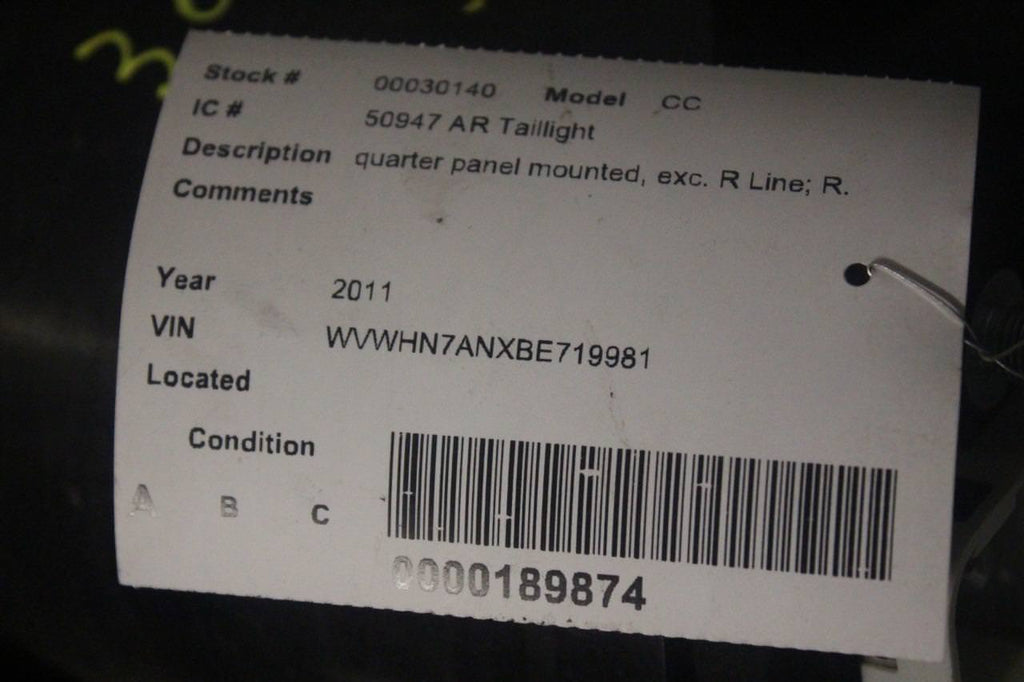 Stock # 00030140 Model CC
IC # 50947 AR Taillight
Description quarter panel mounted, exc. R Line; R.
Comments
Year 2011
VIN WVWHN7ANXBE719981
Located
Condition
A B C
0000189874